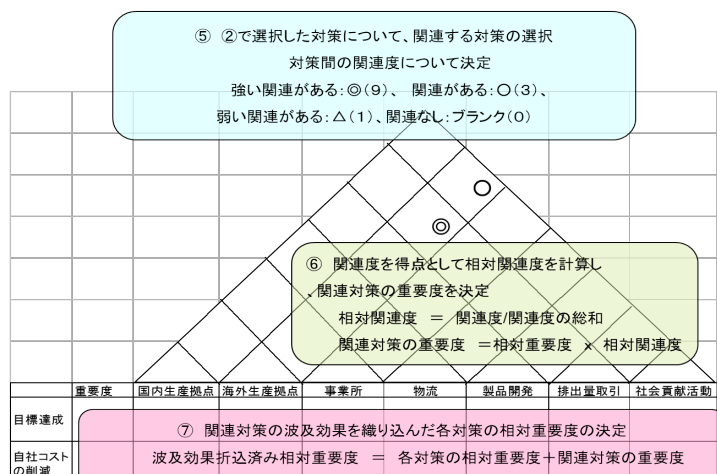 ⑤ ②で選択した対策について、関連する対策の選択
対策間の関連度について決定
強い関連がある:◎(9)、 関連がある:○(3)、
弱い関連がある:△(1)、関連なし:ブランク(0)
○
◎
⑥ 関連度を得点として相対関連度を計算し
、関連対策の重要度を決定
相対関連度 = 関連度/関連度の総和
関連対策の重要度 =相対重要度 × 相対関連度
重要度 国内生産拠点 海外生産拠点 事業所 物流 製品開発 排出量取引 社会貢献活動
目標達成
⑦ 関連対策の波及効果を織り込んだ各対策の相対重要度の決定
自社コスト
の削減
波及効果折込済み相対重要度 = 各対策の相対重要度+関連対策の重要度